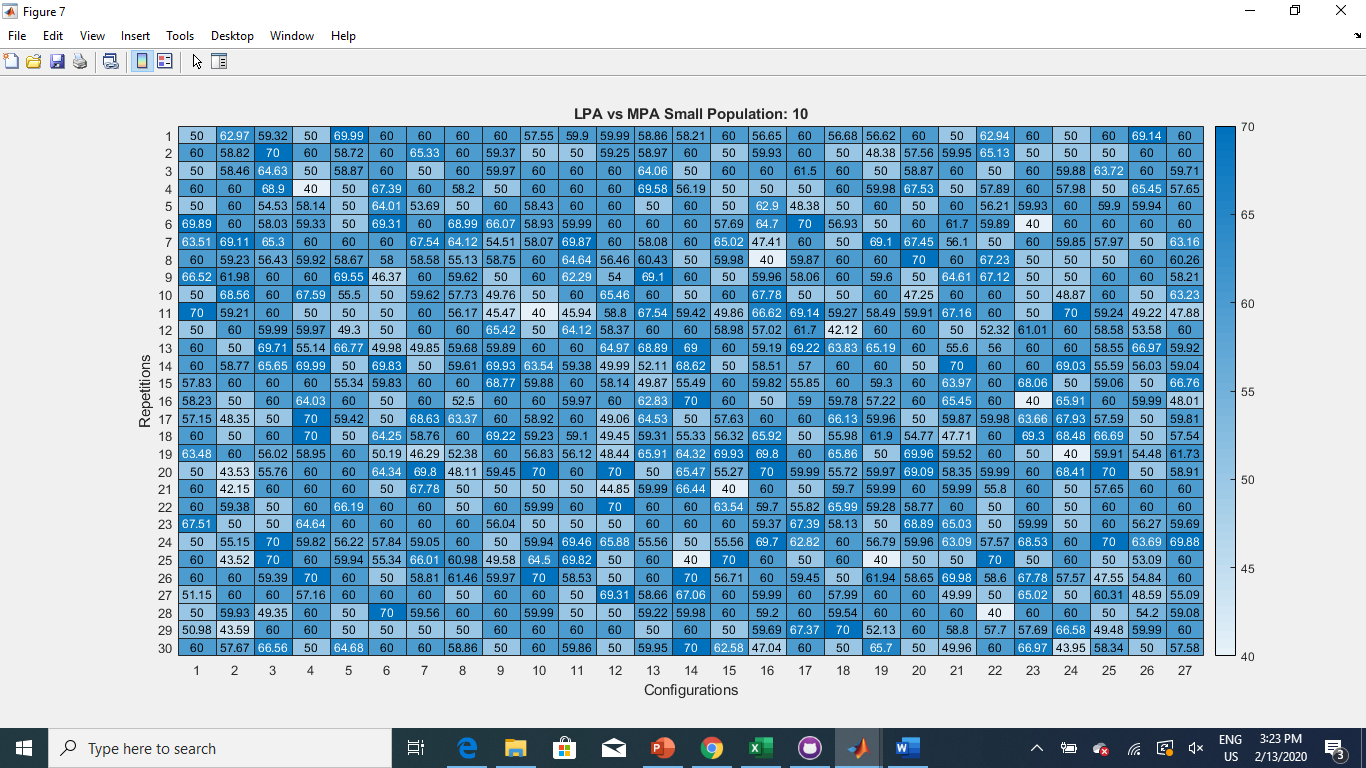 Figure 7
File Edit View Insert Tools Desktop Window Help
LPA vs MPA Small Population: 10
1 50 62.97 59.32 50 69.99 60 60 60 60 57.55 59.9 59.99 58.86 58.21 60 56.65 60 56.68 56.62 60 50 62.94 60 50 60 69.14 60
2 60 58.82 70 60 58.72 60 65.33 60 59.37 50 50 59.25 58.97 60 50 59.93 60 50 48.38 57.56 59.95 65.13 50 50 50 60 60
3 50 58.46 64.63 50 58.87 60 50 60 59.97 60 60 60 64.06 50 60 60 61.5 60 50 58.87 60 50 60 59.88 63.72 60 59.71
4 60 60 68.9 40 50 67.39 60 58.2 50 60 60 60 69.58 56.19 50 50 50 60 59.98 67.53 50 57.89 60 57.98 50 65.45 57.65
5 50 60 54.53 58.14 50 64.01 53.69 50 60 58.43 60 60 50 60 50 62.9 48.38 50 60 50 60 56.21 59.93 60 59.9 59.94 60
6 69.89 60 58.03 59.33 50 69.31 60 68.99 66.07 58.93 59.99 60 60 60 57.69 64.7 70 56.93 50 60 61.7 59.89 40 60 60 60 60
7 63.51 69.11 65.3 60 60 60 67.54 64.12 54.51 58.07 69.87 60 58.08 60 65.02 47.41 60 50 69.1 67.45 56.1 50 60 59.85 57.97 50 63.16
8 60 59.23 56.43 59.92 58.67 58 58.58 55.13 58.75 60 64.64 56.46 60.43 50 59.98 40 59.87 60 60 70 60 67.23 50 50 50 60 60.26
9 66.52 61.98 60 60 69.55 46.37 60 59.62 50 60 62.29 54 69.1 60 50 59.96 58.06 60 59.6 50 64.61 67.12 50 50 60 60 58.21
10 50 68.56 60 67.59 55.5 50 59.62 57.73 49.76 50 60 65.46 60 50 60 67.78 50 50 60 47.25 60 60 50 48.87 60 50 63.23
11 70 59.21 60 50 50 50 60 56.17 45.47 40 45.94 58.8 67.54 59.42 49.86 66.62 69.14 59.27 58.49 59.91 67.16 60 50 70 59.24 49.22 47.88
12 50 60 59.99 59.97 49.3 50 60 60 65.42 50 64.12 58.37 60 60 58.98 57.02 61.7 42.12 60 60 50 52.32 61.01 60 58.58 53.58 60
13 60 50 69.71 55.14 66.77 49.98 49.85 59.68 59.89 60 60 64.97 68.89 69 60 59.19 69.22 63.83 65.19 60 55.6 56 60 60 58.55 66.97 59.92
14 60 58.77 65.65 69.99 50 69.83 50 59.61 69.93 63.54 59.38 49.99 52.11 68.62 50 58.51 57 60 60 50 70 60 60 69.03 55.59 56.03 59.04
15 57.83 60 60 60 55.34 59.83 60 60 68.77 59.88 60 58.14 49.87 55.49 60 59.82 55.85 60 59.3 60 63.97 60 68.06 50 59.06 50 66.76
16 58.23 50 60 64.03 60 50 60 52.5 60 60 59.97 60 62.83 70 60 50 59 59.78 57.22 60 65.45 60 40 65.91 60 59.99 48.01
17 57.15 48.35 50 70 59.42 50 68.63 63.37 60 58.92 60 49.06 64.53 50 57.63 60 60 66.13 59.96 50 59.87 59.98 63.66 67.93 57.59 50 59.81
18 60 50 60 70 50 64.25 58.76 60 69.22 59.23 59.1 49.45 59.31 55.33 56.32 65.92 50 55.98 61.9 54.77 47.71 60 69.3 68.48 66.69 50 57.54
19 63.48 60 56.02 58.95 60 50.19 46.29 52.38 60 56.83 56.12 48.44 65.91 64.32 69.93 69.8 60 65.86 50 69.96 59.52 60 50 40 59.91 54.48 61.73
20 50 43.53 55.76 60 60 64.34 69.8 48.11 59.45 70 60 70 50 65.47 55.27 70 59.99 55.72 59.97 69.09 58.35 59.99 60 68.41 70 50 58.91
21 60 42.15 60 60 60 50 67.78 50 50 50 50 44.85 59.99 66.44 40 60 50 59.7 59.99 60 59.99 55.8 60 50 57.65 60 60
22 60 59.38 50 60 66.19 60 60 50 60 59.99 60 70 60 60 63.54 59.7 55.82 65.99 59.28 58.77 60 50 60 50 60 60 60
23 67.51 50 50 64.64 60 60 60 60 56.04 50 50 50 60 60 60 59.37 67.39 58.13 50 68.89 65.03 50 59.99 50 60 56.27 59.69
24 50 55.15 70 59.82 56.22 57.84 59.05 60 50 59.94 69.46 65.88 55.56 50 55.56 69.7 62.82 60 56.79 59.96 63.09 57.57 68.53 60 70 63.69 69.88
25 60 43.52 70 60 59.94 55.34 66.01 60.98 49.58 64.5 69.82 50 60 40 70 60 50 60 40 50 60 70 50 60 50 53.09 60
26 60 60 59.39 70 60 50 58.81 61.46 59.97 70 58.53 50 60 70 56.71 60 59.45 50 61.94 58.65 69.98 58.6 67.78 57.57 47.55 54.84 60
27 51.15 60 60 57.16 60 60 60 50 60 60 50 69.31 58.66 67.06 60 59.99 60 57.99 60 60 49.99 50 65.02 50 60.31 48.59 55.09
28 50 59.93 49.35 60 50 70 59.56 60 60 59.99 50 50 59.22 59.98 60 59.2 60 59.54 60 60 50 40 60 60 50 54.2 59.08
29 50.98 43.59 60 60 50 50 50 50 60 60 60 60 50 60 50 59.69 67.37 70 52.13 60 58.8 57.7 57.69 66.58 49.48 59.99 60
30 60 57.67 66.56 50 64.68 60 60 58.86 50 60 59.86 50 59.95 70 62.58 47.04 60 50 65.7 50 49.96 60 66.97 43.95 58.34 50 57.58
Repetitions
1 2 3 4 5 6 7 8 9 10 11 12 13 14 15 16 17 18 19 20 21 22 23 24 25 26 27
Configurations
70
65
60
55
50
45
40
Type here to search
ENG
US
3:23 PM
2/13/2020
3